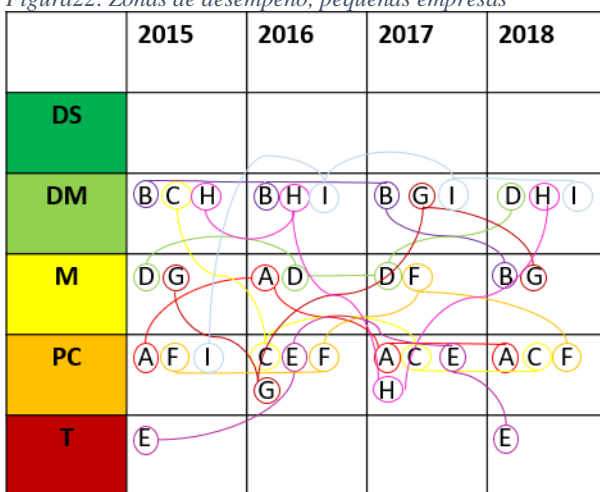 Figura22. Zonas de desempeño, pequeñas empresas
2015 2016 2017 2018
DS
DM B C H B H I B G I D H I
M D G A D D F B G
PC A F I C E F A C E A C F
G H
T E E